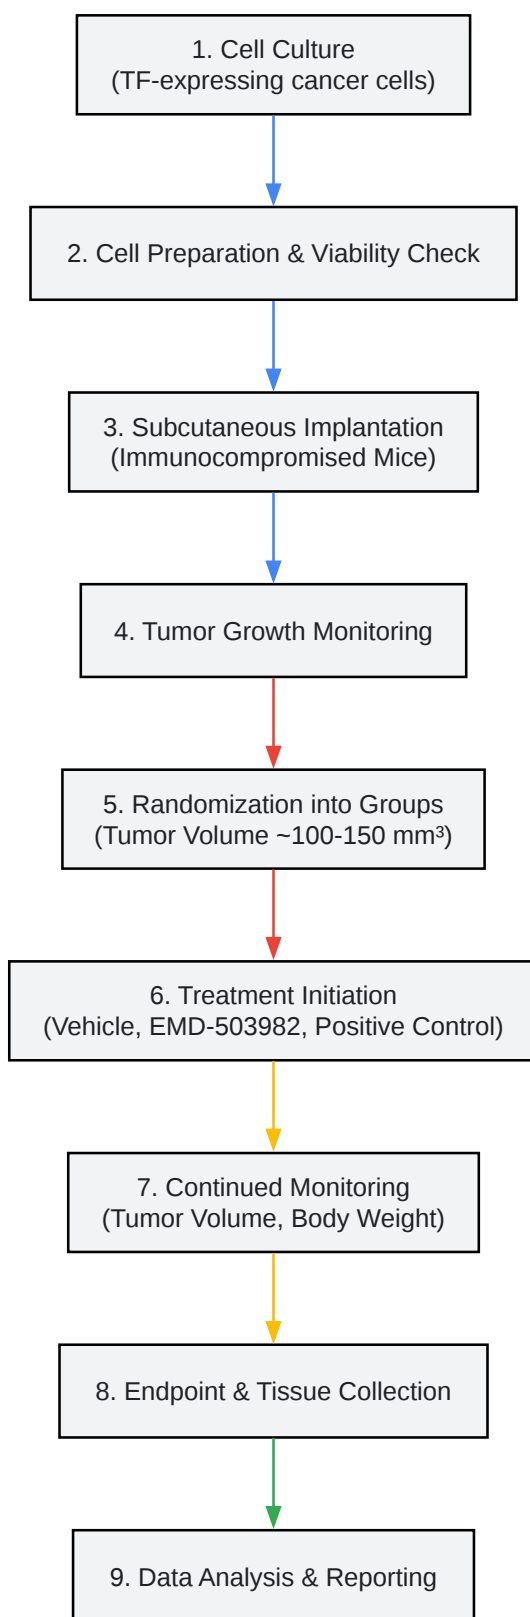 1. Cell Culture
(TF-expressing cancer cells)
2. Cell Preparation & Viability Check
3. Subcutaneous Implantation
(Immunocompromised Mice)
4. Tumor Growth Monitoring
5. Randomization into Groups
(Tumor Volume ~100-150 mm³)
6. Treatment Initiation
(Vehicle, EMD-503982, Positive Control)
7. Continued Monitoring
(Tumor Volume, Body Weight)
8. Endpoint & Tissue Collection
9. Data Analysis & Reporting